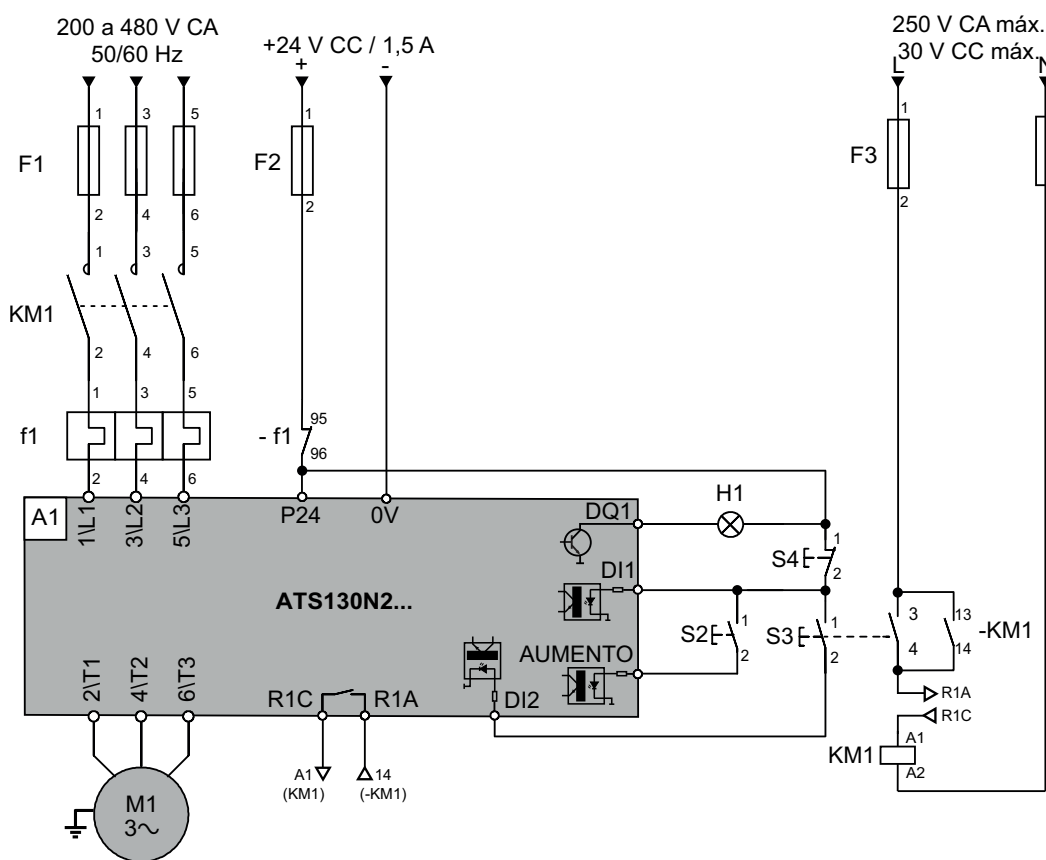 200 a 480 V CA
50/60 Hz
+24 V CC / 1,5 A
+ -
250 V CA máx.
30 V CC máx.
L
1 3 5
F1
2 4 6
1
F2
2
1
F3
2
1 3 5
KM1
2 4 6
1 3 5
f1
2 4 6
95
- f1
96
A1
1\L1
3\L2
5\L3
P24
0V
DQ1
H1
1
S4
2
DI1
ATS130N2...
1
S2
2
1
S3
2
3
4
13
14
-KM1
AUMENTO
DI2
2\T1
4\T2
6\T3
R1C
R1A
R1A
R1C
A1
KM1
A2
A1
(KM1)
14
(-KM1)
M1
3~